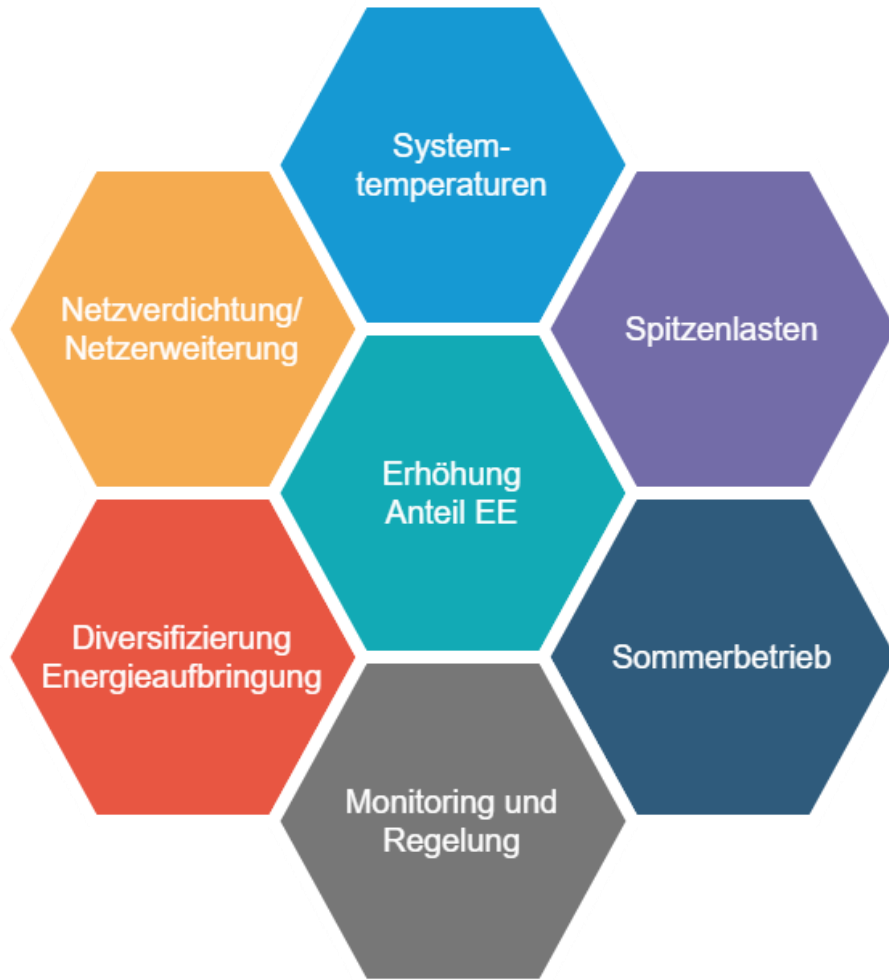 System-
temperaturen
Netzverdichtung/
Netzerweiterung
Spitzenlasten
Erhöhung
Anteil EE
Diversifizierung
Energieaufbringung
Sommerbetrieb
Monitoring und
Regelung